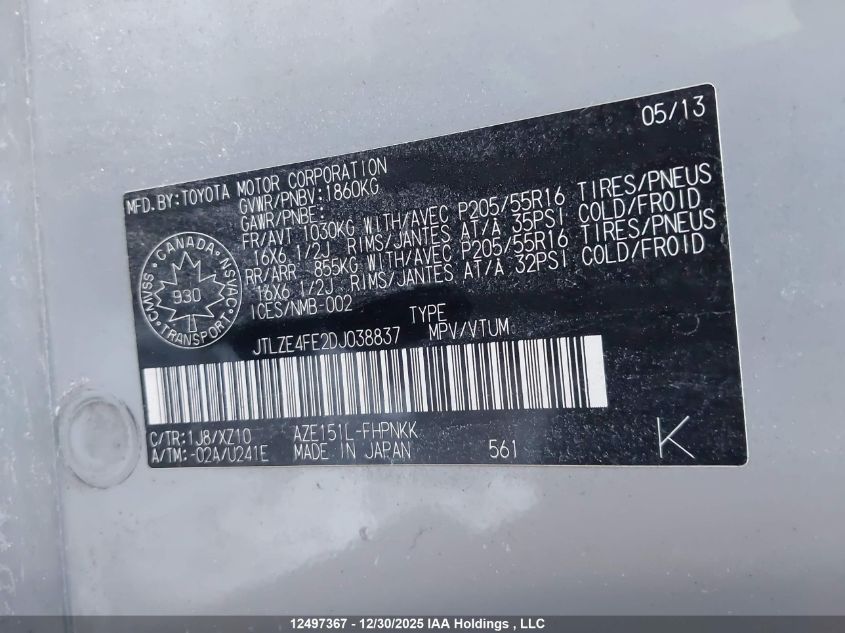 05/13
MFD.BY:TOYOTA MOTOR CORPORATION
GVWR/PNBV:1860KG
GAWR/PNBE:
FR/AVT 1030KG WITH/AVEC P205/55R16 TIRES/PNEUS
16X6 1/2J RIMS/JANTES AT/À 35PSI COLD/FROID
RR/ARR 855KG WITH/AVEC P205/55R16 TIRES/PNEUS
16X6 1/2J RIMS/JANTES AT/À 32PSI COLD/FROID
ICES/NMB-002
CANADA
CMVSS NSVAC
930
TRANSPORT
TYPE
JTLZE4FE2DJ038837 MPV/VTUM
C/TR:1J8/XZ10 AZE151L-FHPNKK
A/TM:-02A/U241E MADE IN JAPAN 561 K
12497367 - 12/30/2025 IAA Holdings , LLC